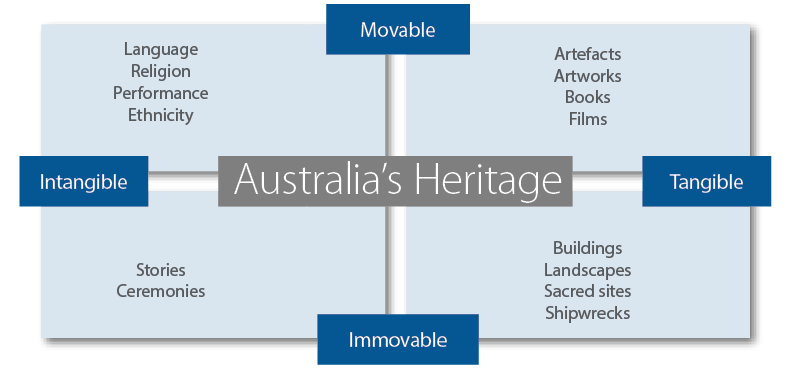 Movable
Language
Religion
Performance
Ethnicity
Artefacts
Artworks
Books
Films
Intangible
Australia’s Heritage
Tangible
Stories
Ceremonies
Buildings
Landscapes
Sacred sites
Shipwrecks
Immovable